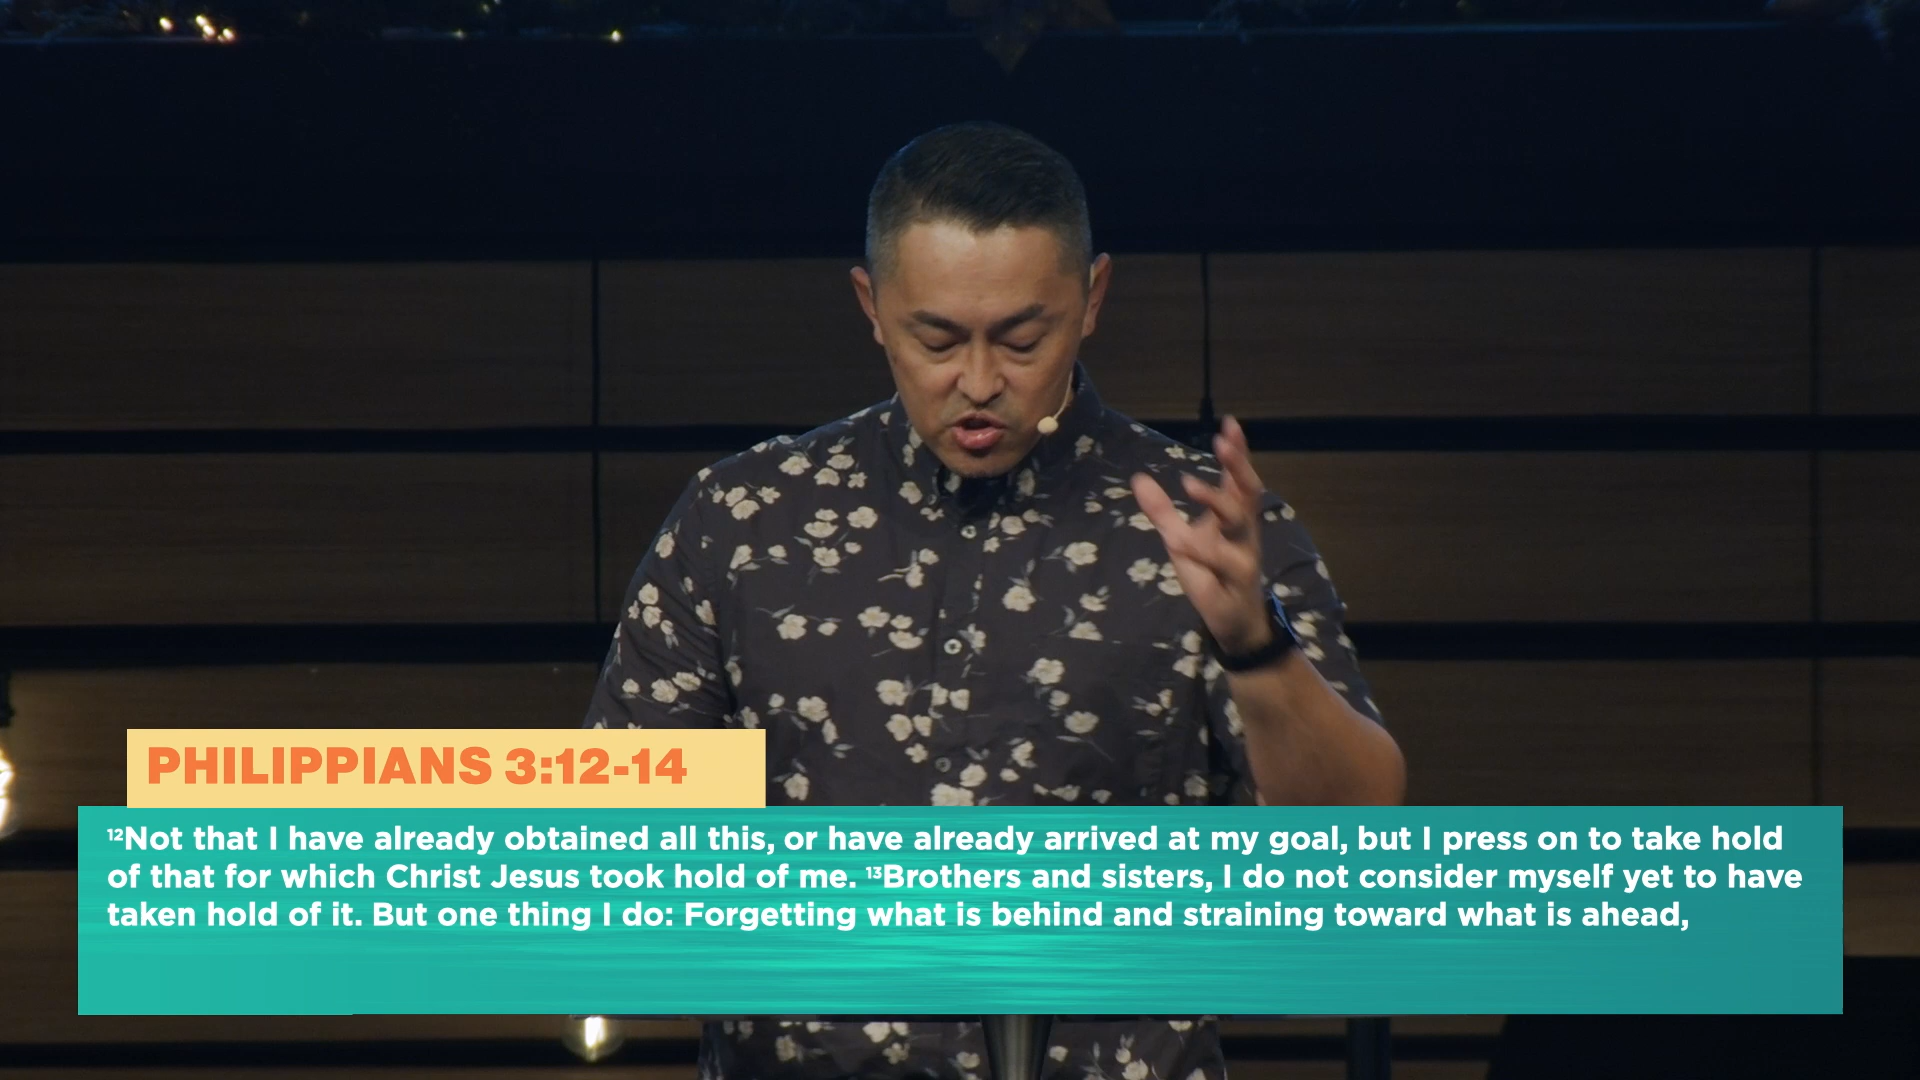 PHILIPPIANS 3:12-14
¹²Not that I have already obtained all this, or have already arrived at my goal, but I press on to take hold
of that for which Christ Jesus took hold of me. ¹³Brothers and sisters, I do not consider myself yet to have
taken hold of it. But one thing I do: Forgetting what is behind and straining toward what is ahead,